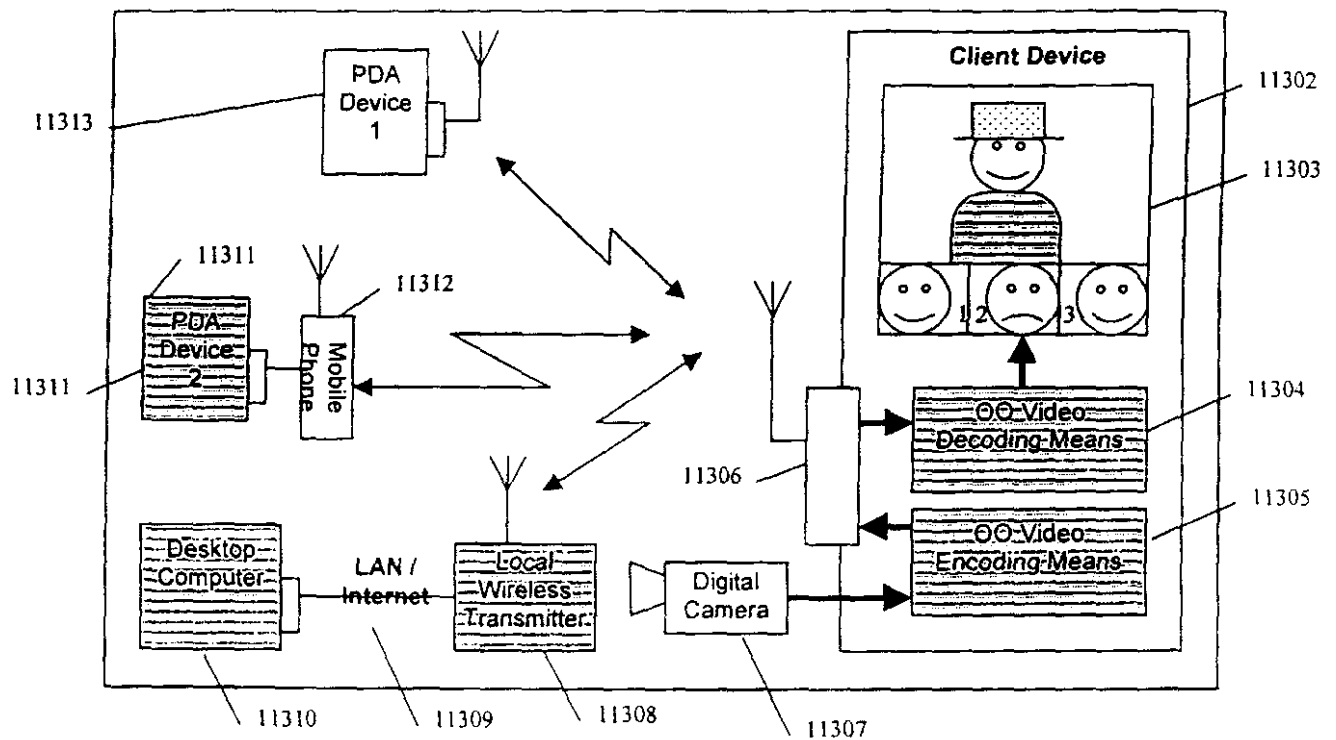 Client Device
11302
11303
1 2 3
PDA
Device
1
11313
11311
PDA
Device
2
11311
11312
Mobile
Phone
OO Video
Decoding Means
11304
11306
OO Video
Encoding Means
11305
Desktop
Computer
LAN /
Internet
Local
Wireless
Transmitter
Digital
Camera
11310
11309
11308
11307